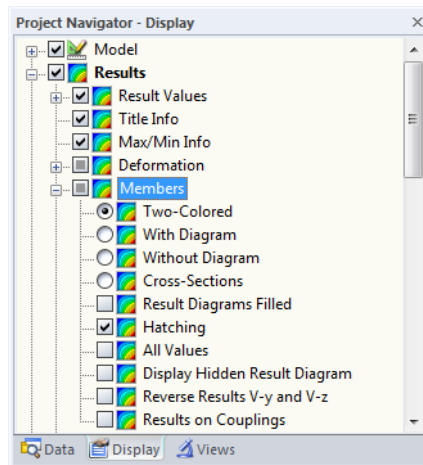 Project Navigator - Display
Model
Results
Result Values
Title Info
Max/Min Info
Deformation
Members
Two-Colored
With Diagram
Without Diagram
Cross-Sections
Result Diagrams Filled
Hatching
All Values
Display Hidden Result Diagram
Reverse Results V-y and V-z
Results on Couplings
Data Display Views